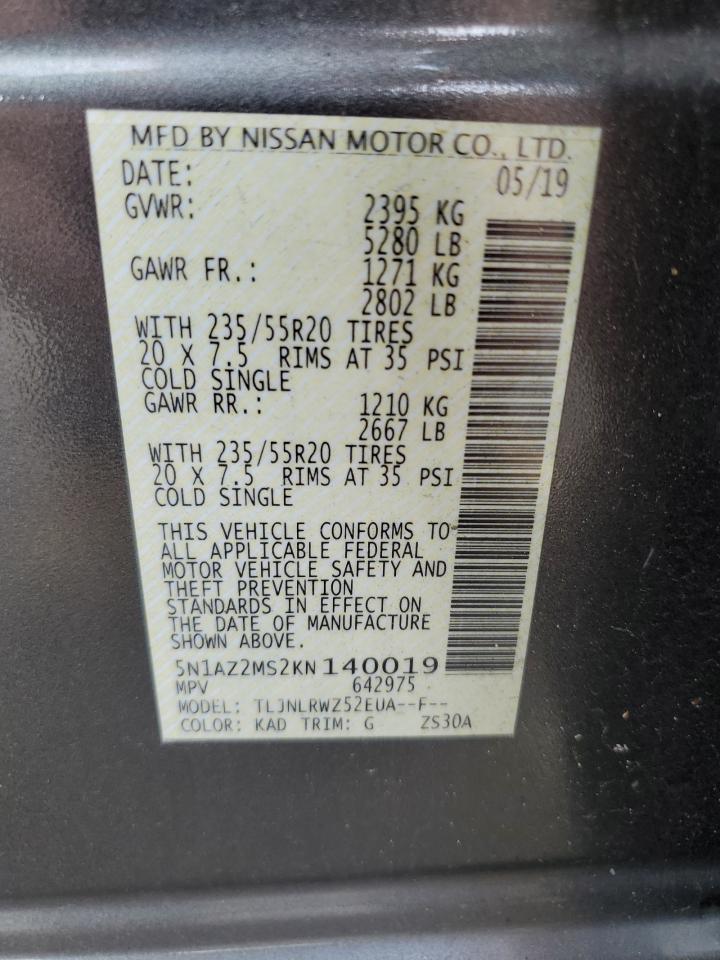 MFD BY NISSAN MOTOR CO., LTD.
DATE: 05/19
GVWR: 2395 KG
5280 LB
GAWR FR.: 1271 KG
2802 LB
WITH 235/55R20 TIRES
20 X 7.5 RIMS AT 35 PSI
COLD SINGLE
GAWR RR.: 1210 KG
2667 LB
WITH 235/55R20 TIRES
20 X 7.5 RIMS AT 35 PSI
COLD SINGLE
THIS VEHICLE CONFORMS TO
ALL APPLICABLE FEDERAL
MOTOR VEHICLE SAFETY AND
THEFT PREVENTION
STANDARDS IN EFFECT ON
THE DATE OF MANUFACTURE
SHOWN ABOVE.
5N1AZ2MS2KN140019
MPV 642975
MODEL: TLJNLRWZ52EUA--F--
COLOR: KAD TRIM: G ZS30A